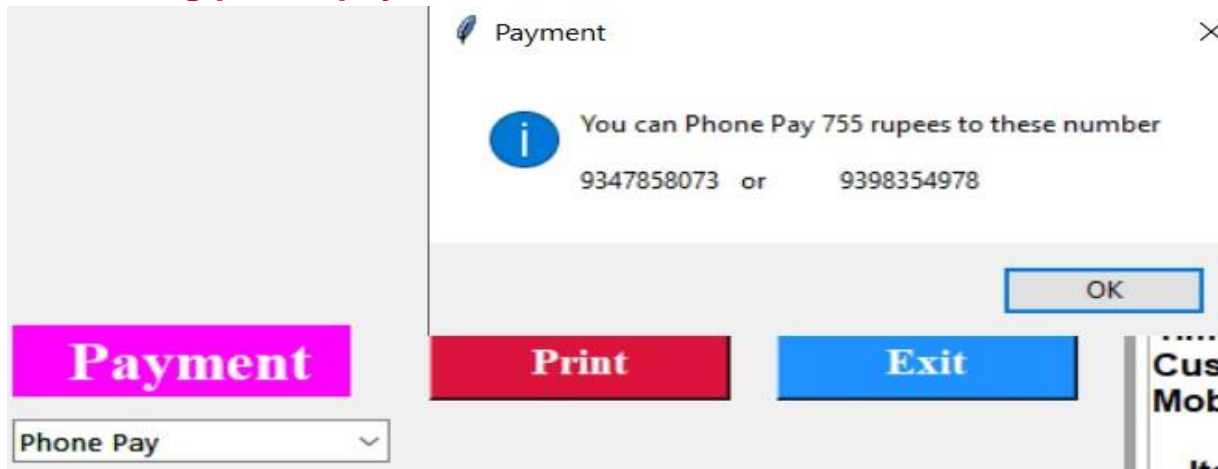 Payment
You can Phone Pay 755 rupees to these number
9347858073 or 9398354978
OK
Payment
Print
Exit
Cus
Mob
Phone Pay